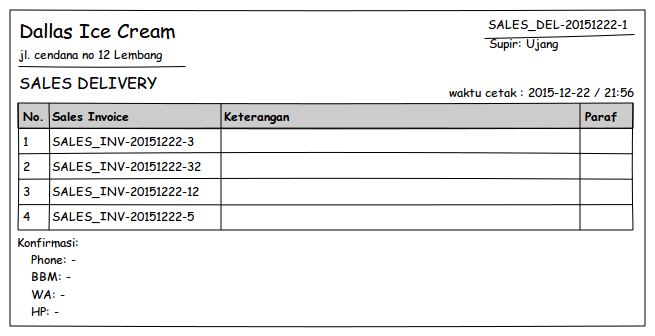 Dallas Ice Cream
jl. cendana no 12 Lembang
SALES_DEL-20151222-1
Supir: Ujang
SALES DELIVERY
waktu cetak : 2015-12-22 / 21:56
No. Sales Invoice Keterangan Paraf
1 SALES_INV-20151222-3
2 SALES_INV-20151222-32
3 SALES_INV-20151222-12
4 SALES_INV-20151222-5
Konfirmasi:
Phone: -
BBM: -
WA: -
HP: -